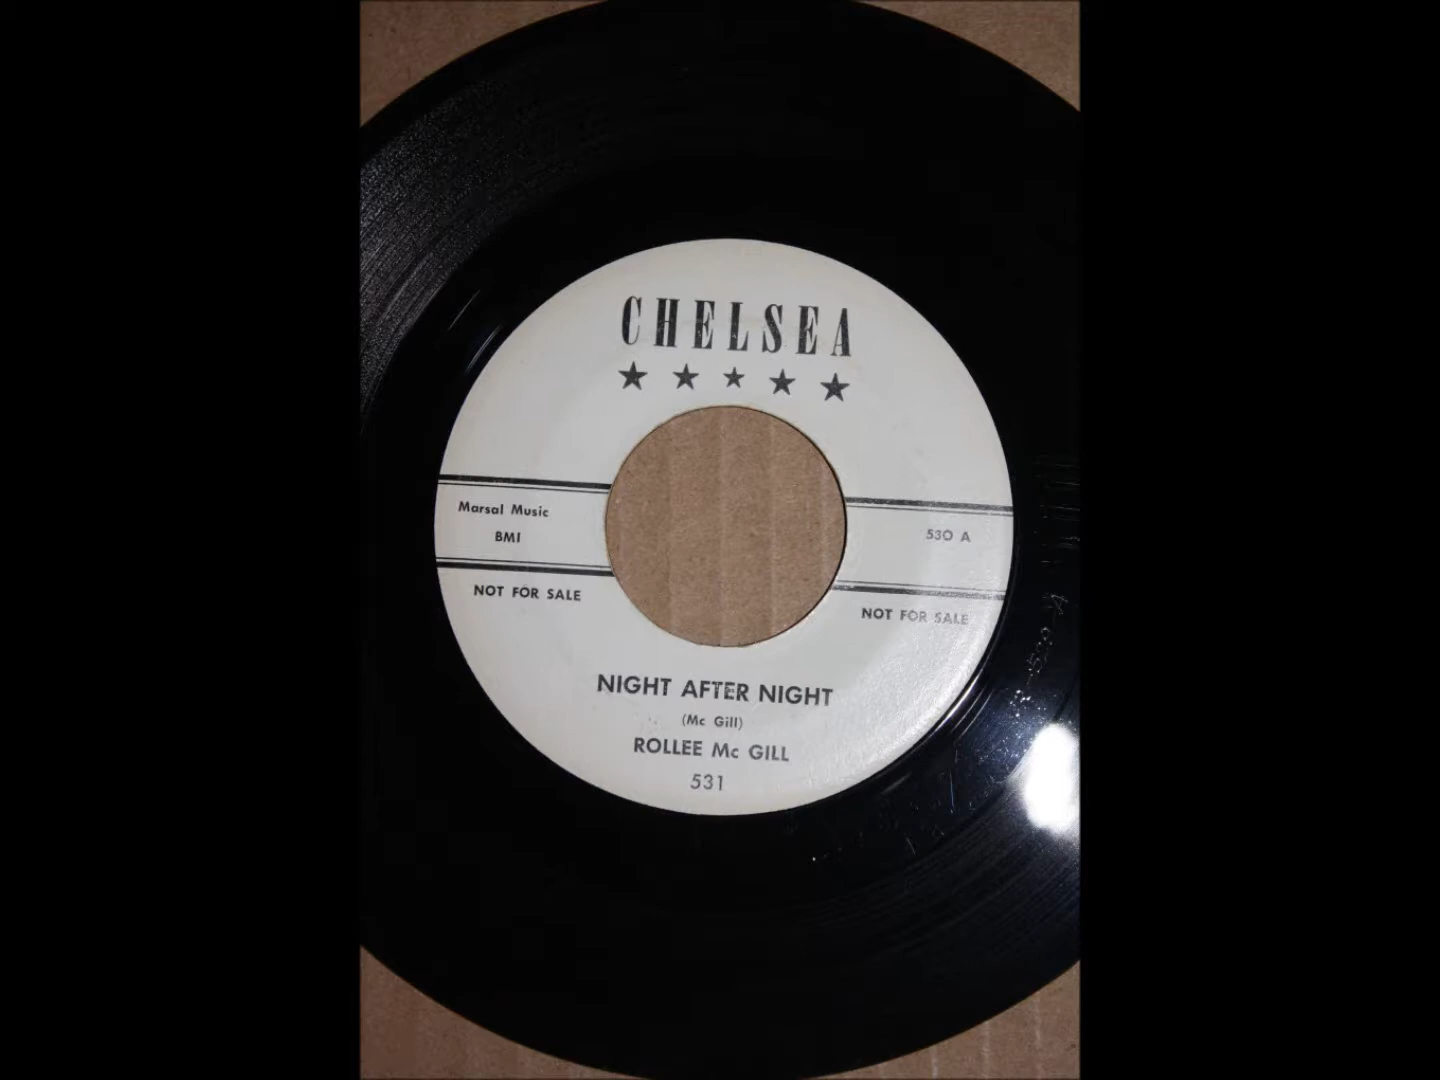 CHELSEA
★ ★ ★ ★ ★
Marsal Music
BMI
530 A
NOT FOR SALE
NOT FOR SALE
NIGHT AFTER NIGHT
(Mc Gill)
ROLLEE Mc GILL
531